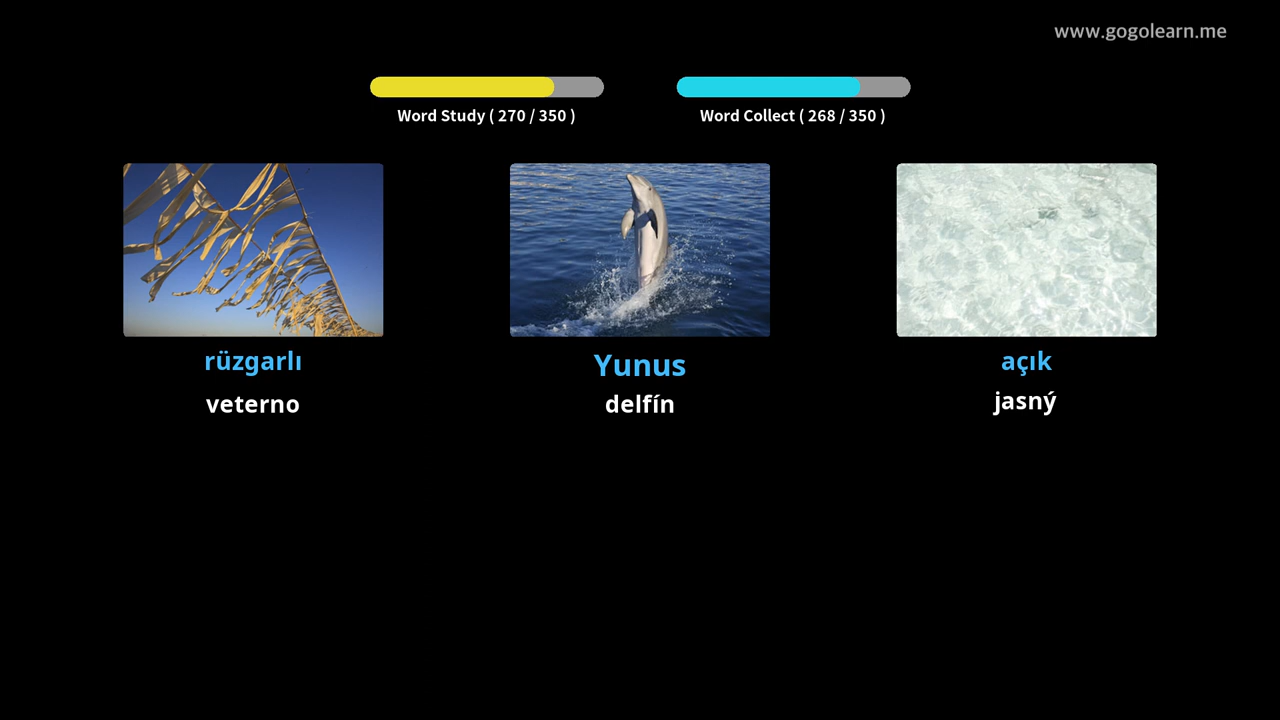 www.gogolearn.me
Word Study ( 270 / 350 )
Word Collect ( 268 / 350 )
rüzgarlı
veterno
Yunus
delfín
açık
jasný